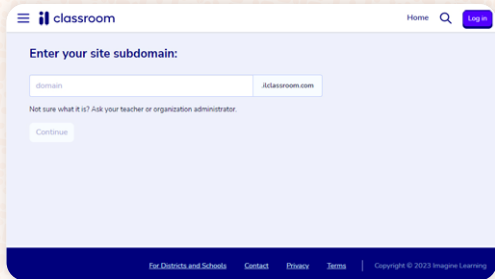 classroom
Home
Log in
Enter your site subdomain:
domain
.ilclassroom.com
Not sure what it is? Ask your teacher or organization administrator.
Continue
For Districts and Schools Contact Privacy Terms Copyright © 2023 Imagine Learning